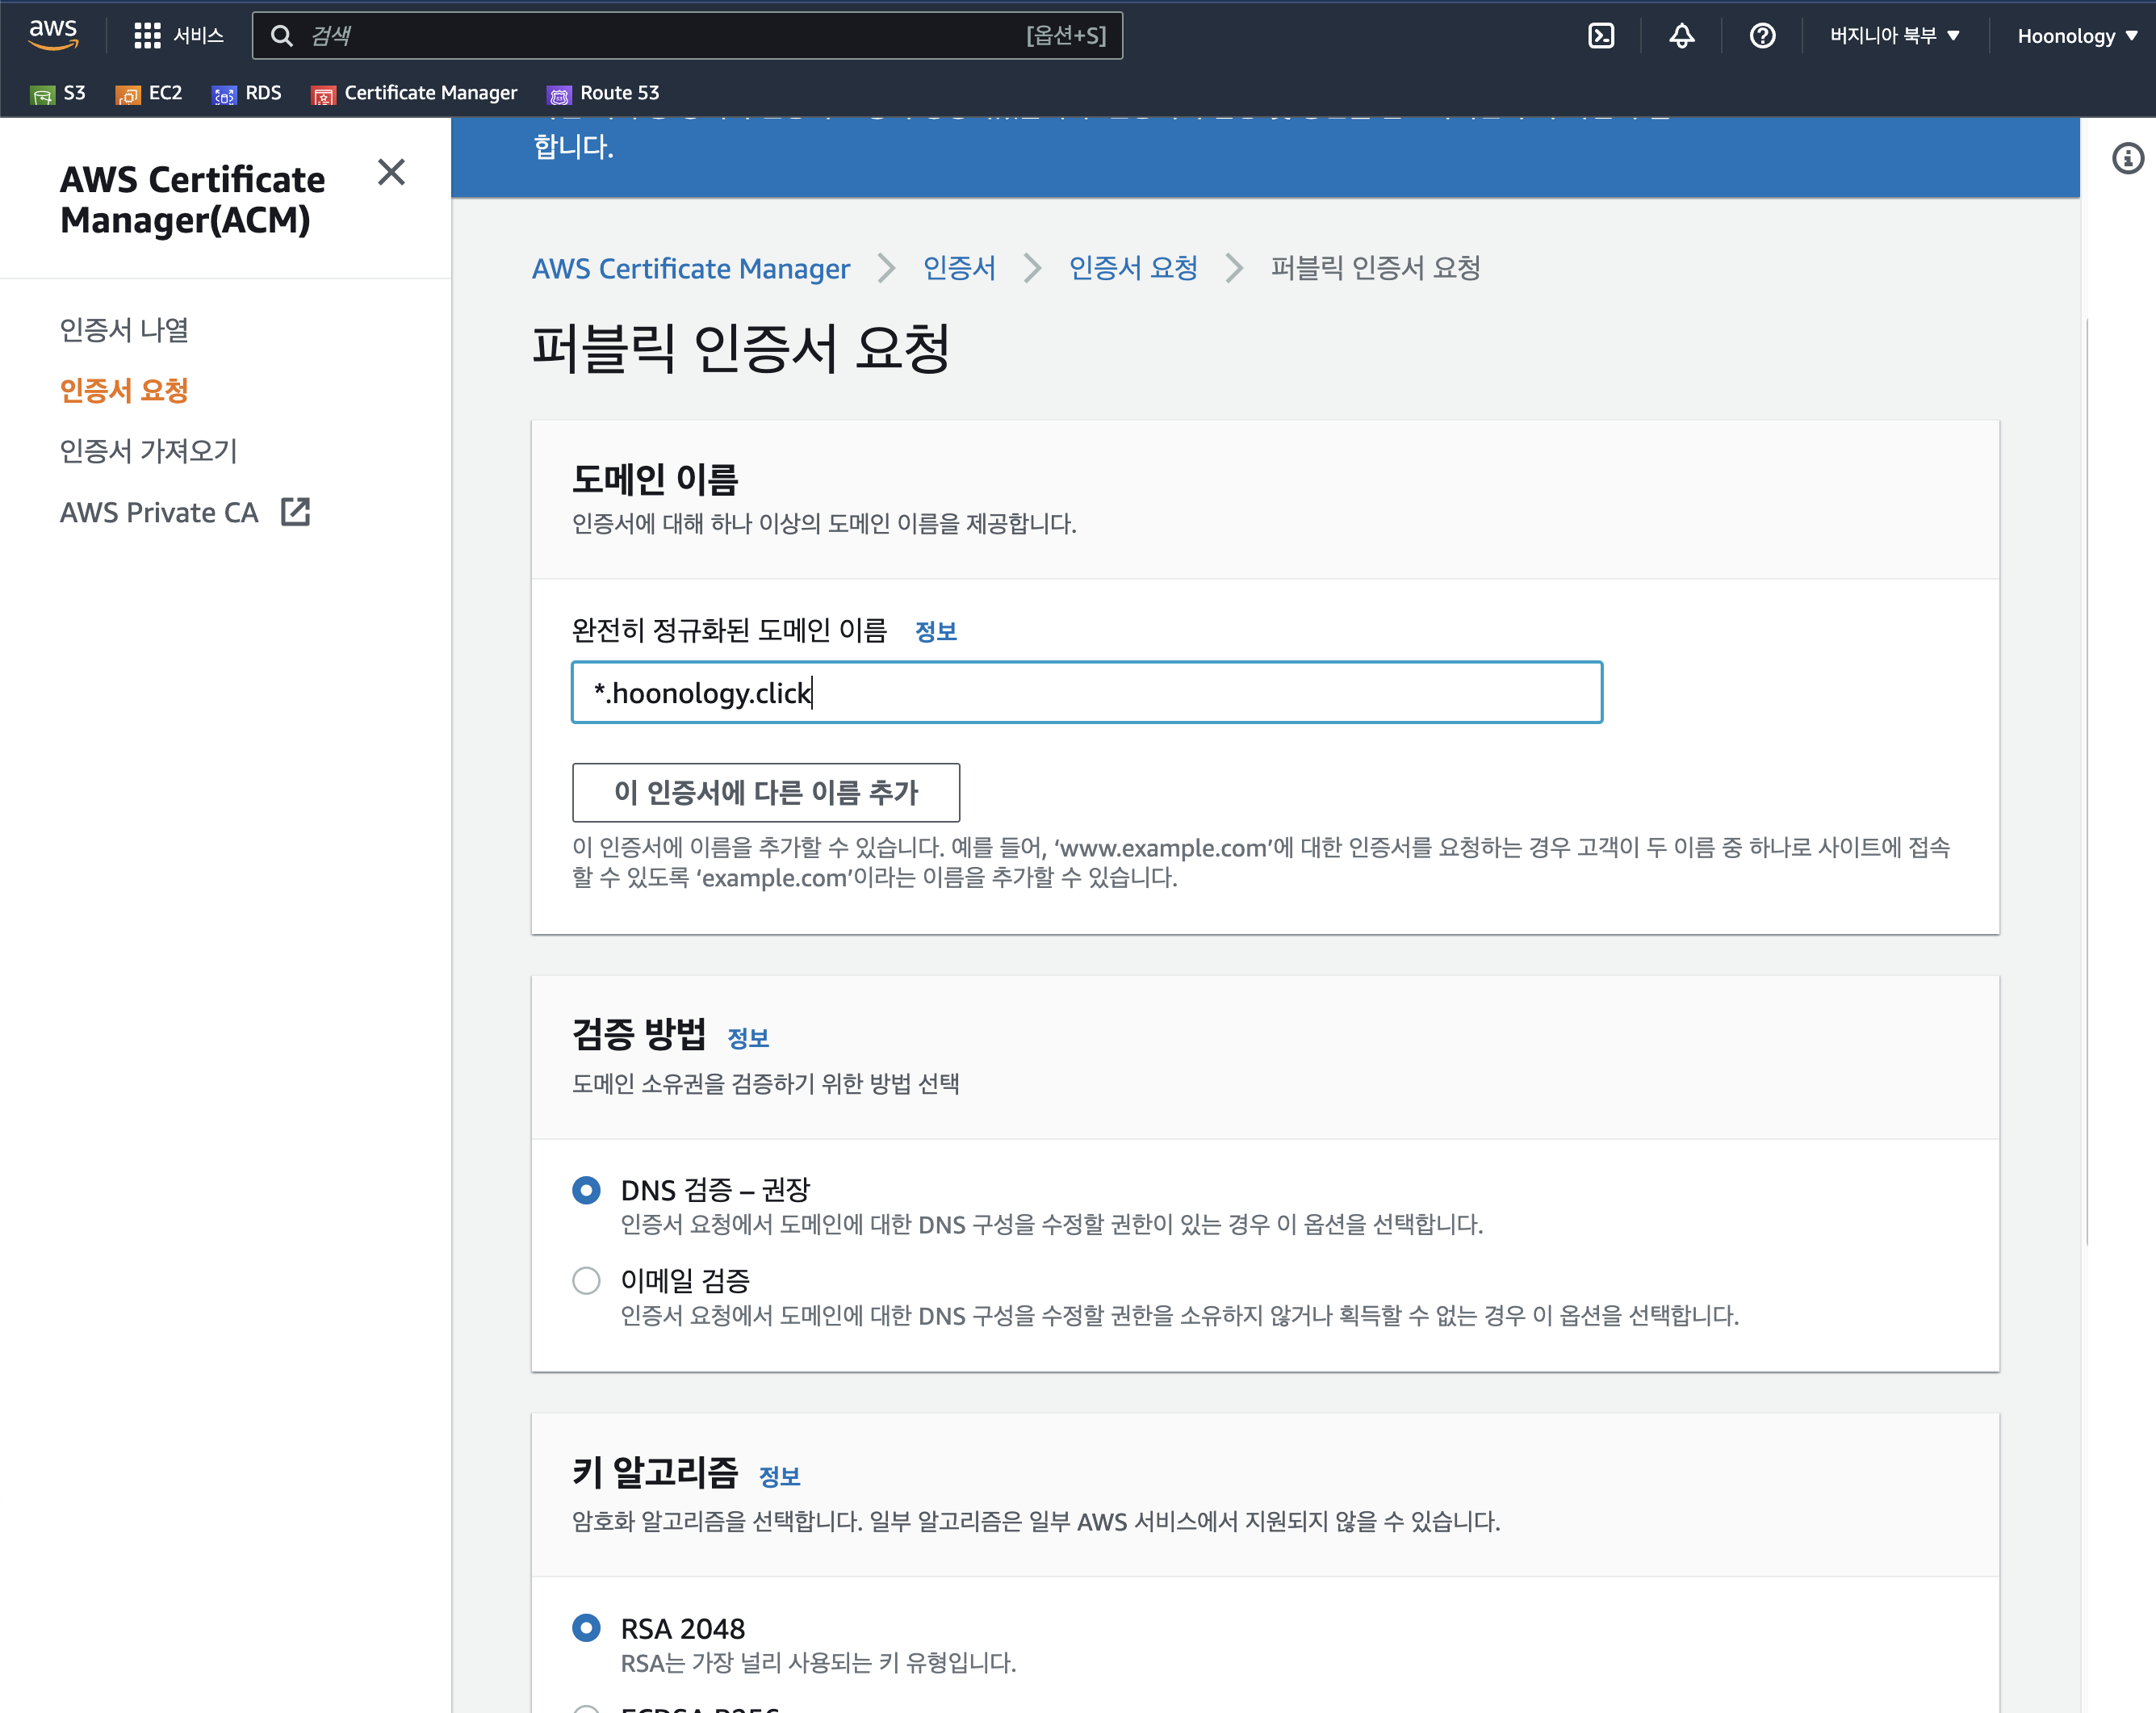 aws
서비스
검색
[옵션+S]
버지니아 북부 ▼
Hoonology ▼
S3
EC2
RDS
Certificate Manager
Route 53
합니다.
AWS Certificate
Manager(ACM)
인증서 나열
인증서 요청
인증서 가져오기
AWS Private CA
AWS Certificate Manager > 인증서 > 인증서 요청 > 퍼블릭 인증서 요청
퍼블릭 인증서 요청
도메인 이름
인증서에 대해 하나 이상의 도메인 이름을 제공합니다.
완전히 정규화된 도메인 이름 정보
*.hoonology.click
이 인증서에 다른 이름 추가
이 인증서에 이름을 추가할 수 있습니다. 예를 들어, ‘www.example.com’에 대한 인증서를 요청하는 경우 고객이 두 이름 중 하나로 사이트에 접속
할 수 있도록 ‘example.com’이라는 이름을 추가할 수 있습니다.
검증 방법 정보
도메인 소유권을 검증하기 위한 방법 선택
DNS 검증 – 권장
인증서 요청에서 도메인에 대한 DNS 구성을 수정할 권한이 있는 경우 이 옵션을 선택합니다.
이메일 검증
인증서 요청에서 도메인에 대한 DNS 구성을 수정할 권한을 소유하지 않거나 획득할 수 없는 경우 이 옵션을 선택합니다.
키 알고리즘 정보
암호화 알고리즘을 선택합니다. 일부 알고리즘은 일부 AWS 서비스에서 지원되지 않을 수 있습니다.
RSA 2048
RSA는 가장 널리 사용되는 키 유형입니다.
ECDSA P256